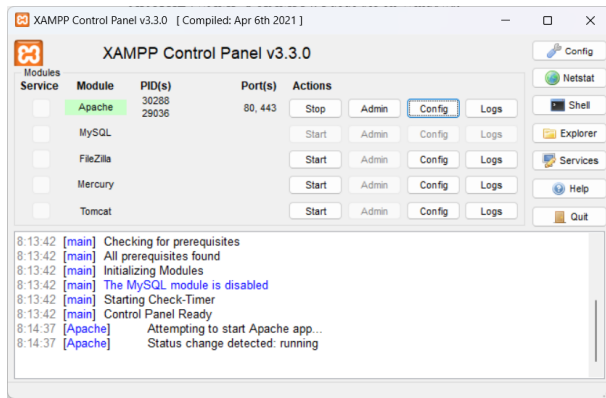 XAMPP Control Panel v3.3.0 [ Compiled: Apr 6th 2021 ]
XAMPP Control Panel v3.3.0
Config
Modules
Service Module PID(s) Port(s) Actions
Netstat
Apache 30288 29036 80, 443 Stop Admin Config Logs
Shell
MySQL Start Admin Config Logs
Explorer
FileZilla Start Admin Config Logs
Services
Mercury Start Admin Config Logs
Help
Tomcat Start Admin Config Logs
Quit
8:13:42 [main] Checking for prerequisites
8:13:42 [main] All prerequisites found
8:13:42 [main] Initializing Modules
8:13:42 [main] The MySQL module is disabled
8:13:42 [main] Starting Check-Timer
8:13:42 [main] Control Panel Ready
8:14:37 [Apache] Attempting to start Apache app...
8:14:37 [Apache] Status change detected: running